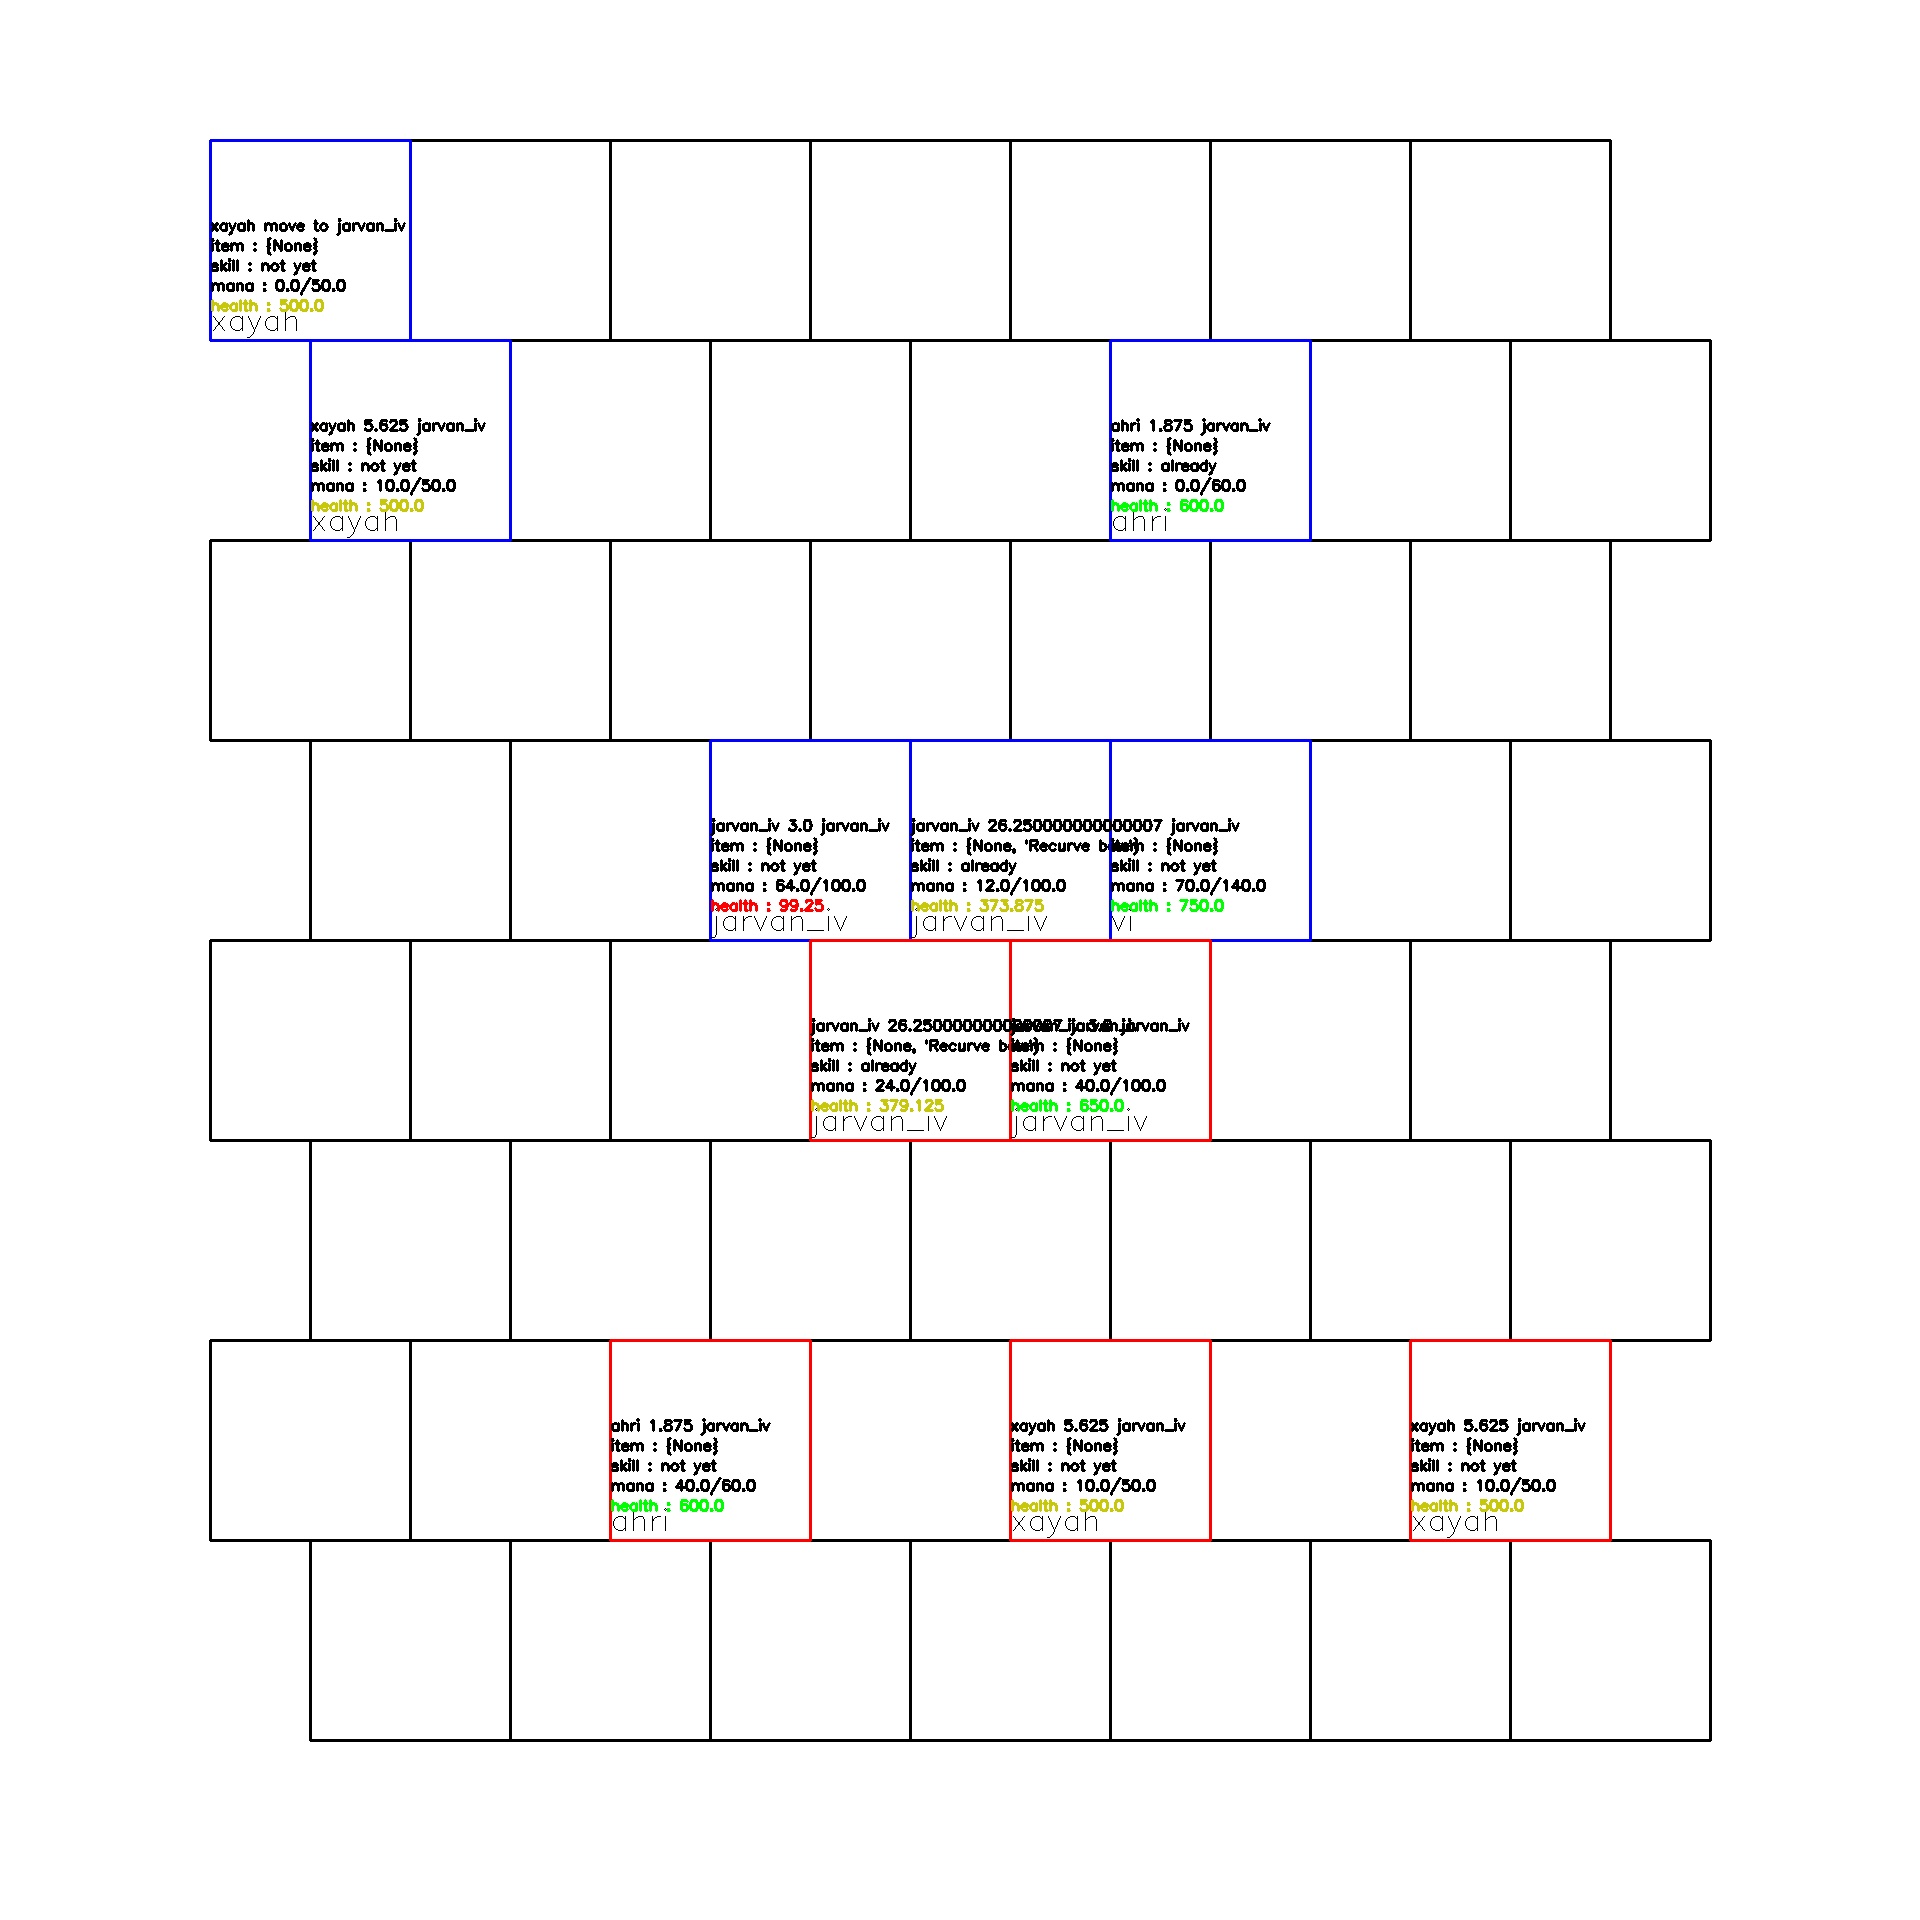 xayah move to jarvan_iv
item : {None}
skill : not yet
mana : 0.0/50.0
health : 500.0
xayah
xayah 5.625 jarvan_iv
item : {None}
skill : not yet
mana : 10.0/50.0
health : 500.0
xayah
ahri 1.875 jarvan_iv
item : {None}
skill : already
mana : 0.0/60.0
health : 600.0
ahri
jarvan_iv 3.0 jarvan_iv
item : {None}
skill : not yet
mana : 64.0/100.0
health : 99.25
jarvan_iv
jarvan_iv 26.250000000000007 jarvan_iv
item : {None, 'Recurve
skill : already
mana : 12.0/100.0
health : 373.875
jarvan_iv
: {None}
skill : not yet
mana : 70.0/140.0
health : 750.0
vi
jarvan_iv
item : {None, 'Recurve
skill : already
mana : 24.0/100.0
health : 379.125
jarvan_iv
jarvan_iv
: {None}
skill : not yet
mana : 40.0/100.0
health : 650.0
jarvan_iv
ahri 1.875 jarvan_iv
item : {None}
skill : not yet
mana : 40.0/60.0
health : 600.0
ahri
xayah 5.625 jarvan_iv
item : {None}
skill : not yet
mana : 10.0/50.0
health : 500.0
xayah
xayah 5.625 jarvan_iv
item : {None}
skill : not yet
mana : 10.0/50.0
health : 500.0
xayah